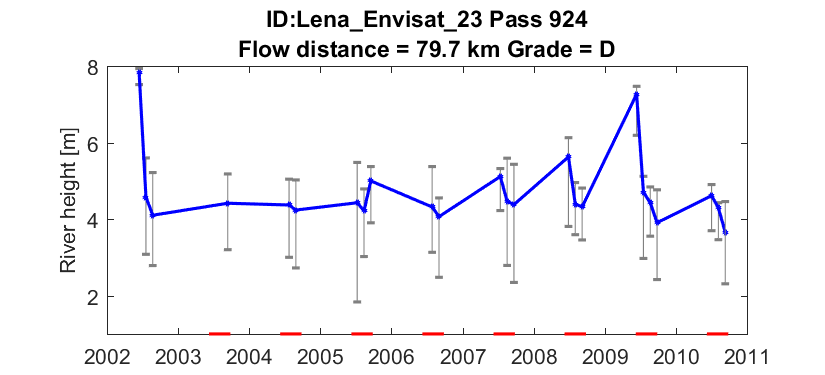 ID:Lena_Envisat_23 Pass 924
Flow distance = 79.7 km Grade = D
River height [m]
8
6
4
2
2002 2003 2004 2005 2006 2007 2008 2009 2010 2011